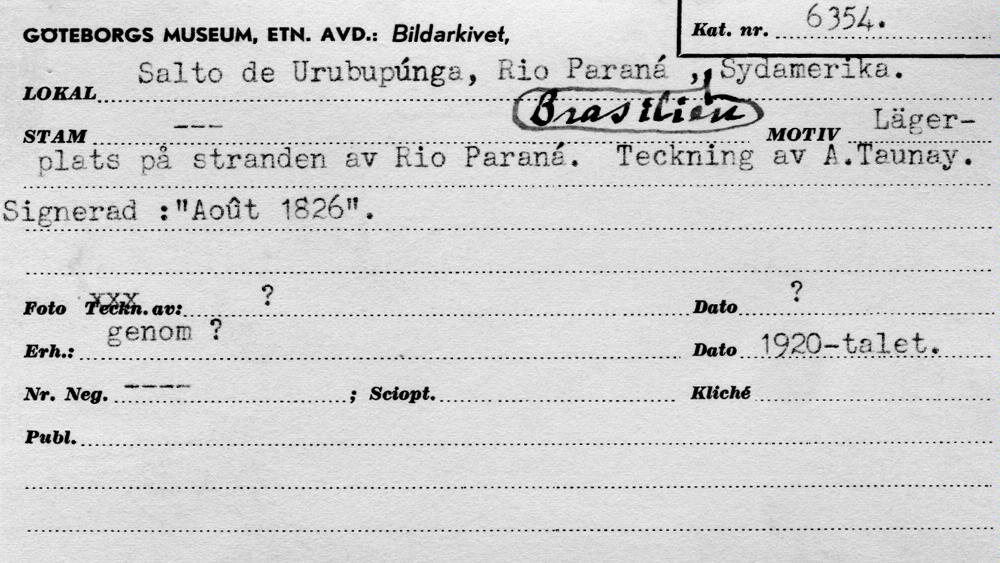 GÖTEBORGS MUSEUM, ETN. AVD.: Bildarkivet,
Kat. nr. 6354.
LOKAL Salto de Urubupúnga, Rio Paraná , Sydamerika.
Brasilien
STAM --- MOTIV Läger-
plats på stranden av Rio Paraná. Teckning av A.Taunay.
Signerad :"Août 1826".
Foto Teckn. av: ? Dato ?
Erh.: genom ? Dato 1920-talet.
Nr. Neg. ---- ; Sciopt. Kliché
Publ.